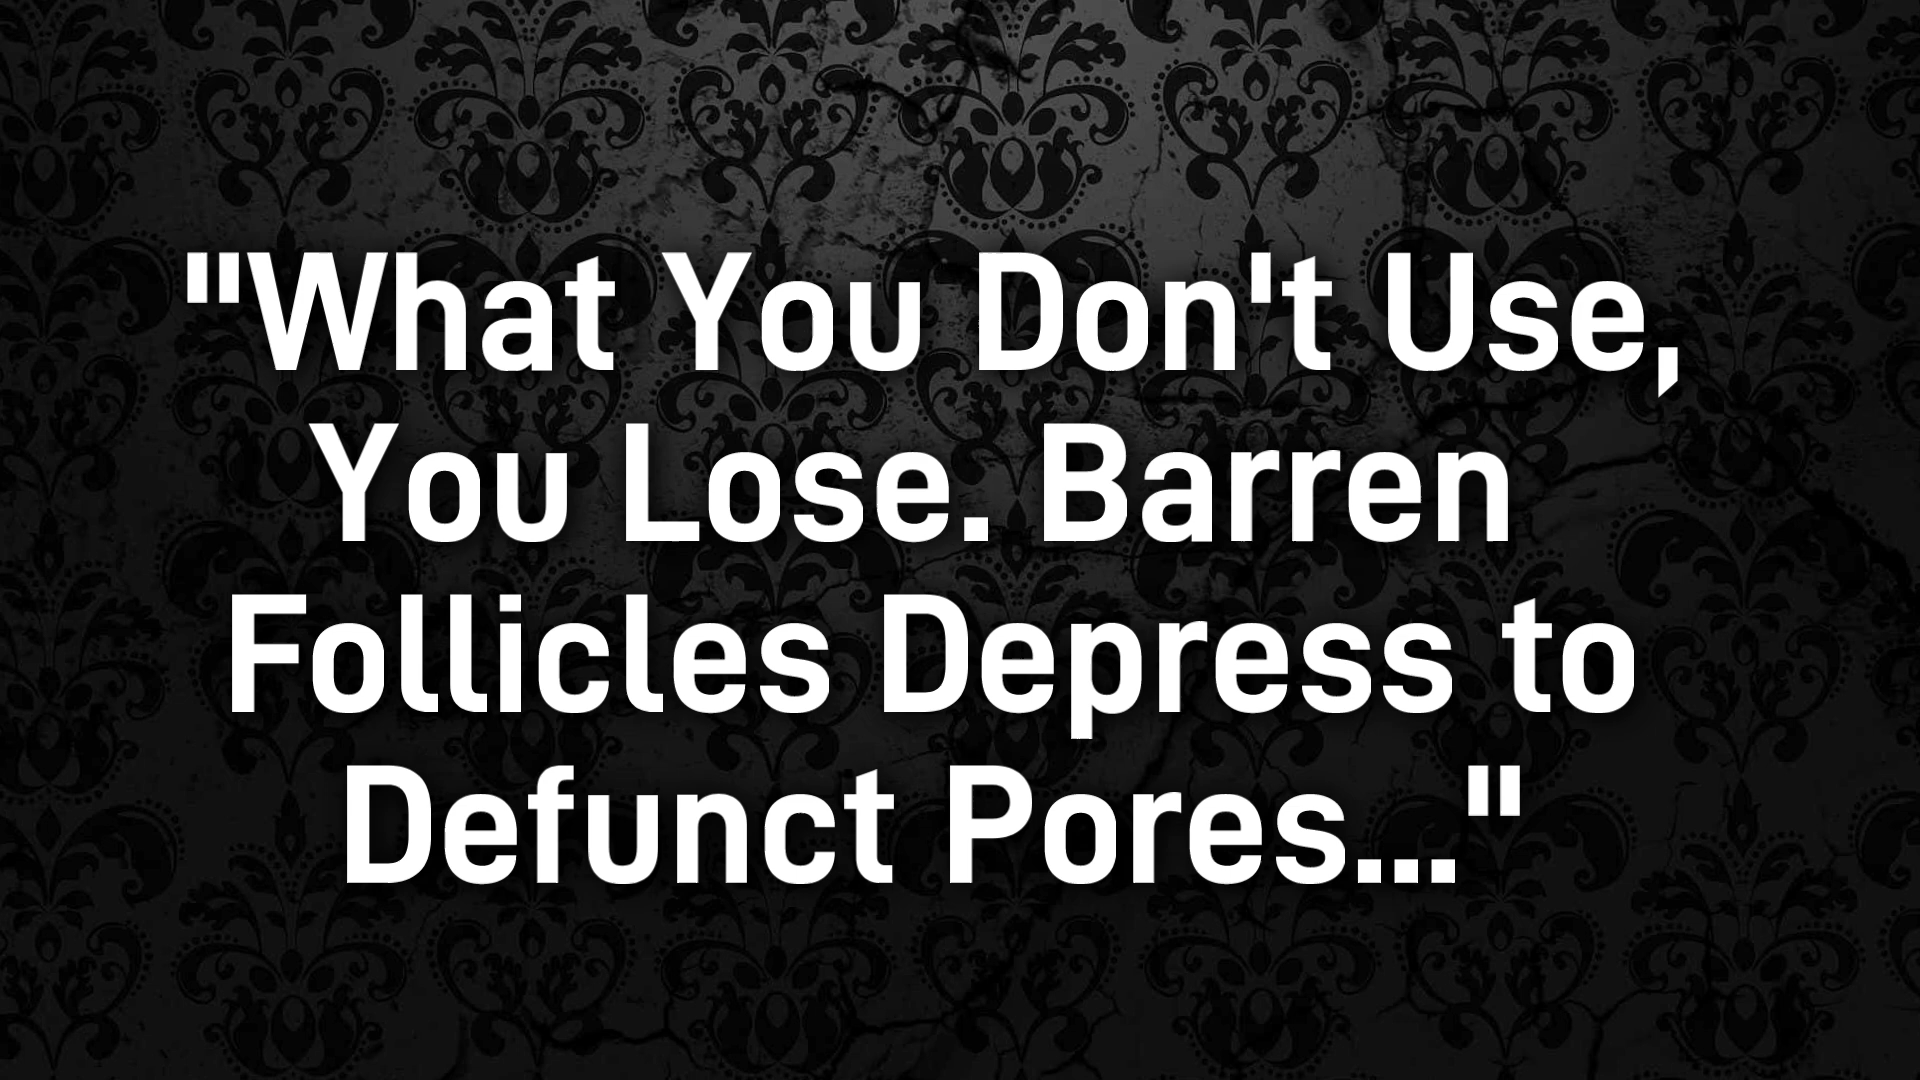 "What You Don't Use,
You Lose. Barren
Follicles Depress to
Defunct Pores..."